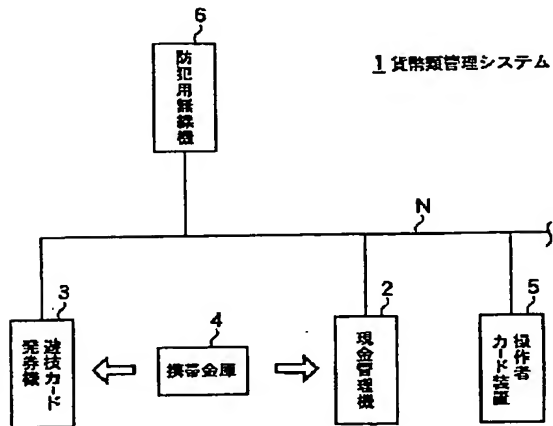 6
防犯用無線機
1 貨幣類管理システム
N
3
遊技カード
発券機
4
携帯金庫
2
現金管理機
5
操作者
カード装置